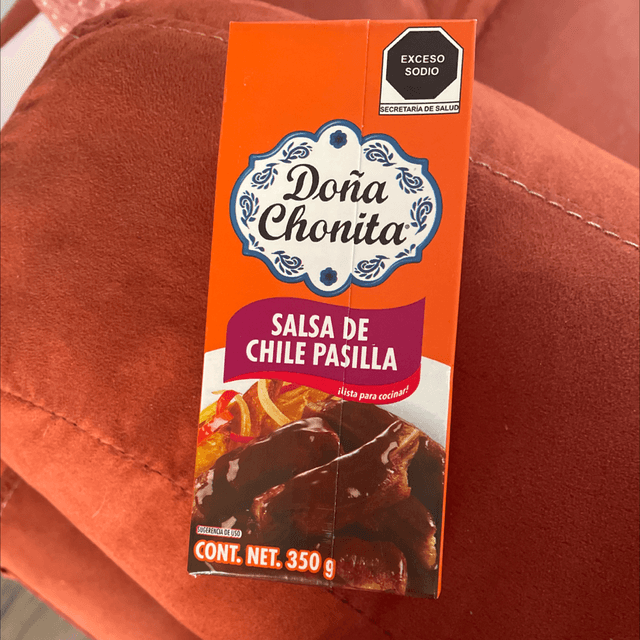 EXCESO
SODIO
SECRETARÍA DE SALUD
Doña
Chonita
SALSA DE
CHILE PASILLA
¡lista para cocinar!
SUGERENCIA DE USO
CONT. NET. 350 g